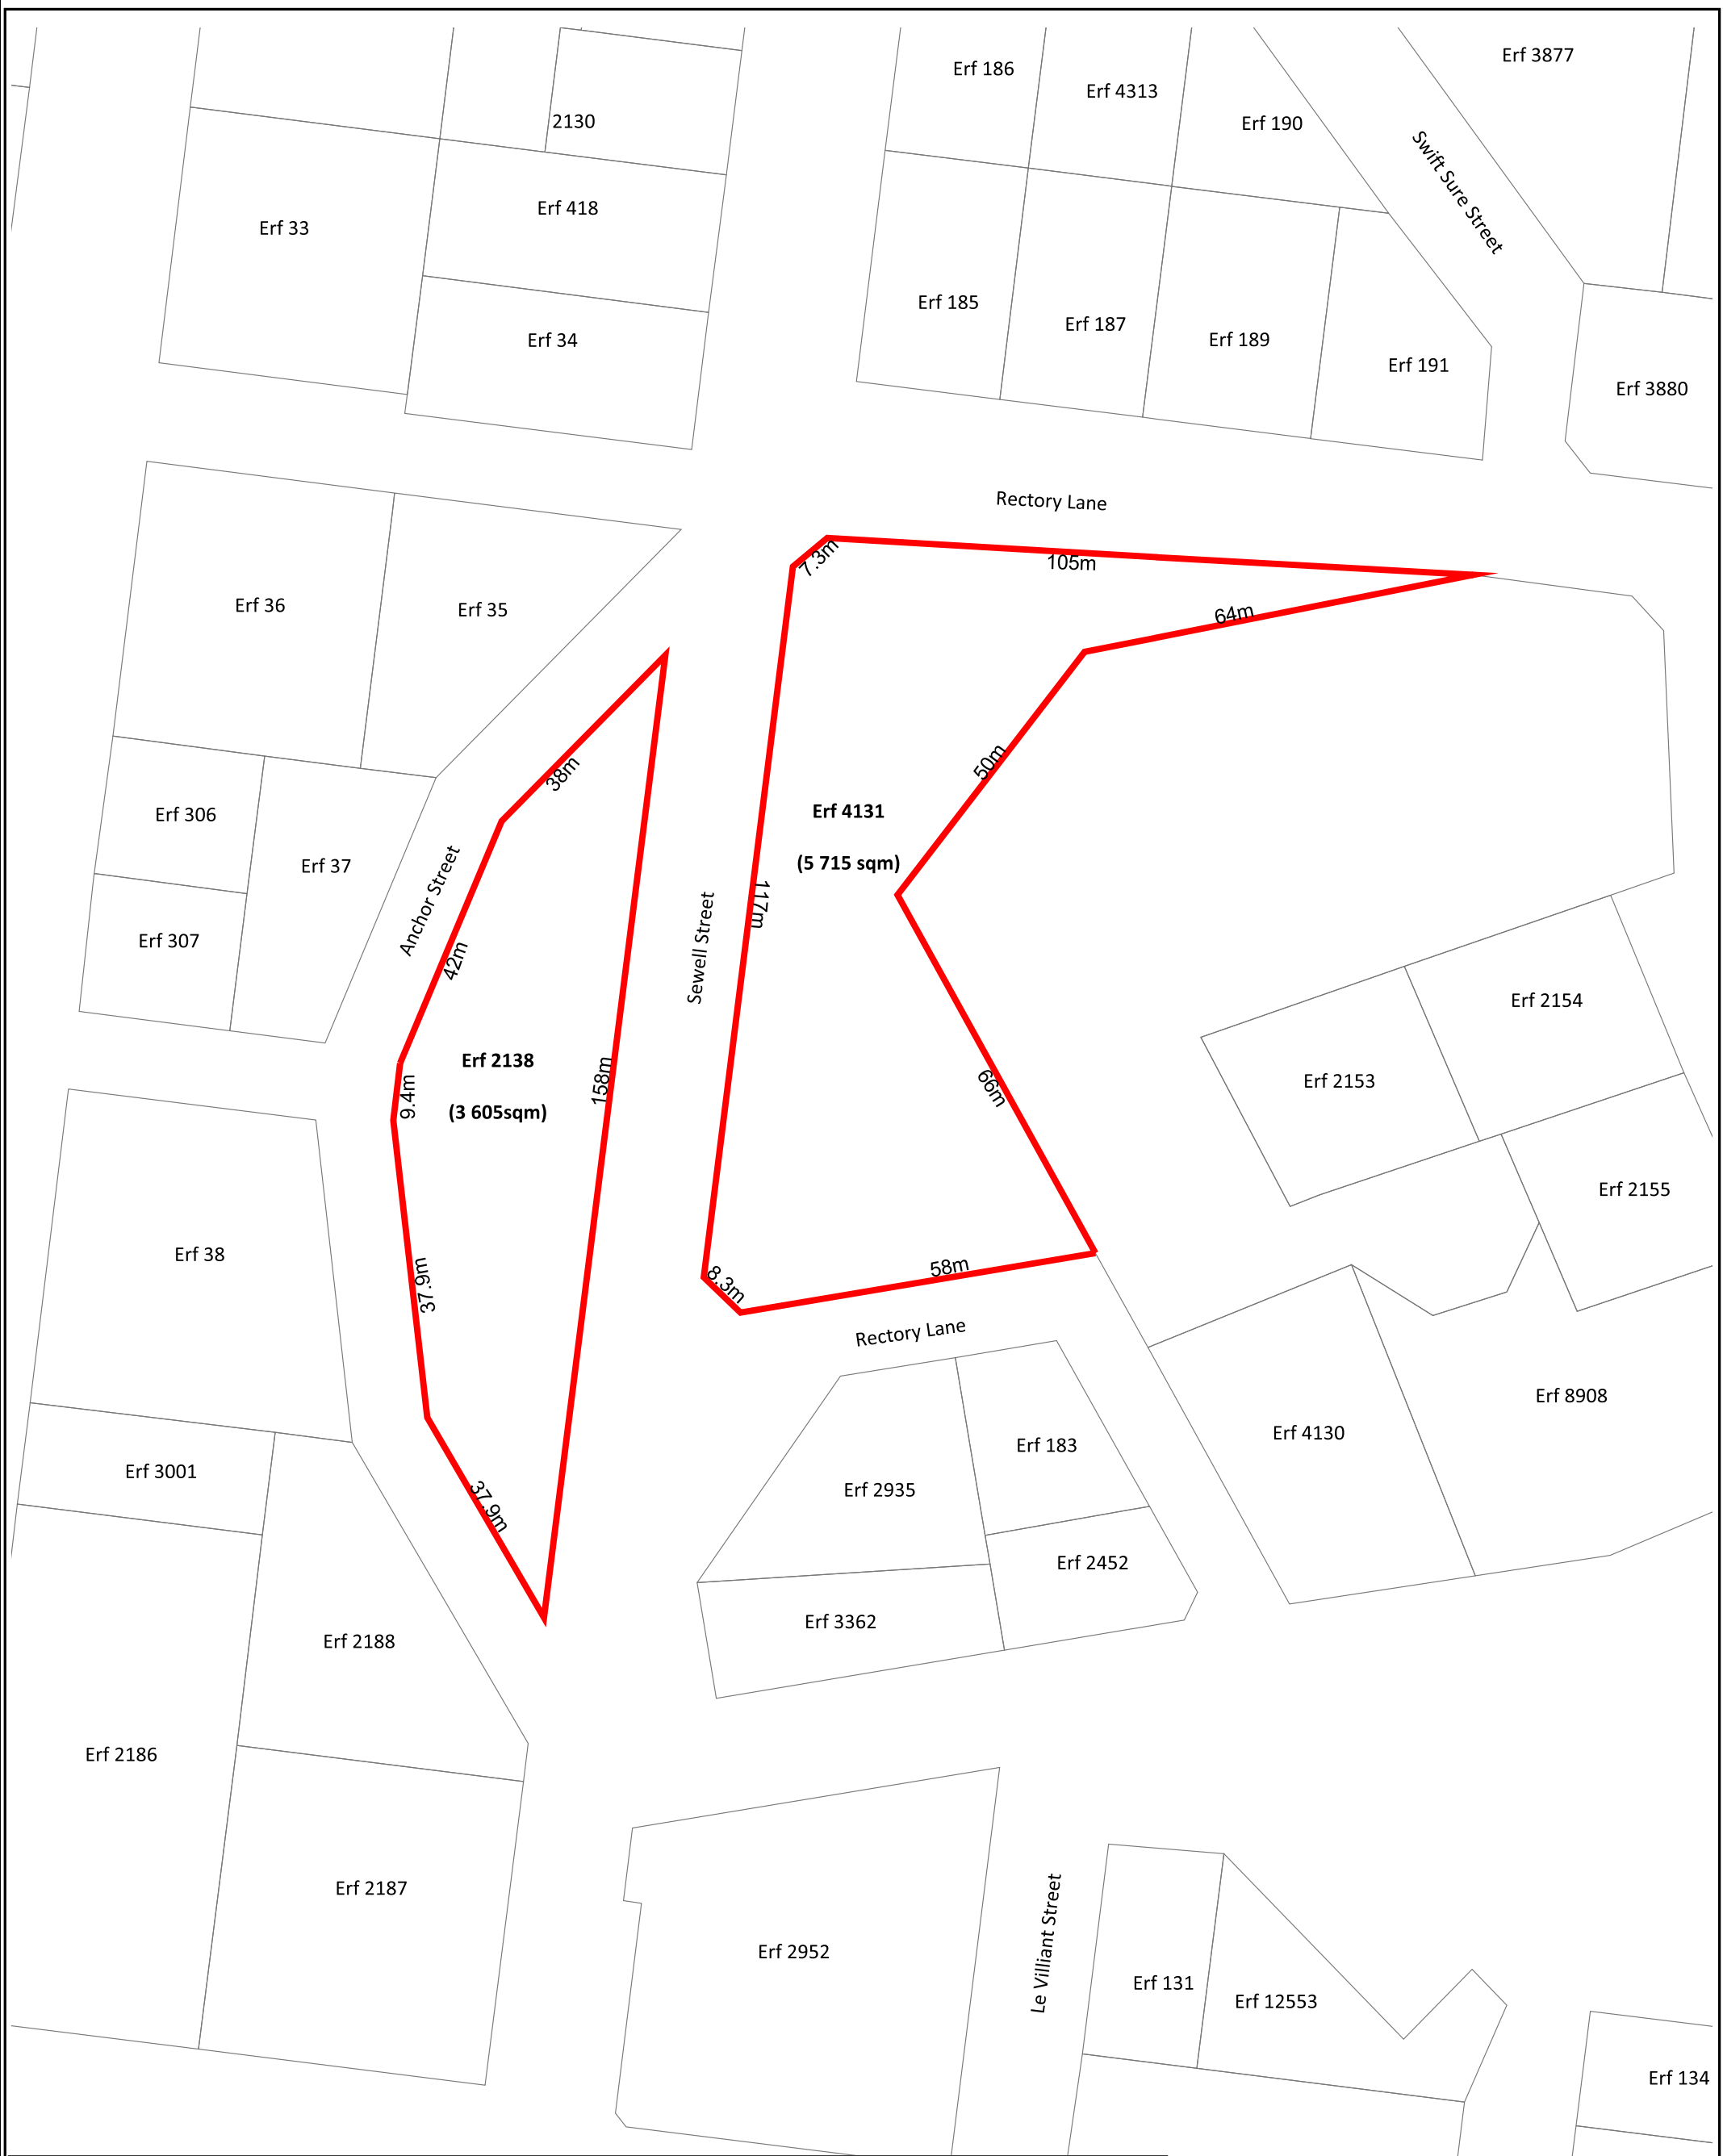 Erf 3877
Erf 186
Erf 4313
Erf 190
2130
Swift Sure Street
Erf 418
Erf 33
Erf 185
Erf 187
Erf 189
Erf 34
Erf 191
Erf 3880
Rectory Lane
7.3m
105m
Erf 36
Erf 35
64m
38m
50m
Erf 306
Erf 4131
(5 715 sqm)
Erf 37
Anchor Street
117m
Erf 307
42m
Sewell Street
Erf 2154
Erf 2138
(3 605sqm)
158m
9.4m
66m
Erf 2153
Erf 2155
Erf 38
37.9m
8.3m
58m
Rectory Lane
Erf 8908
Erf 4130
Erf 183
Erf 3001
Erf 2935
37.9m
Erf 2452
Erf 3362
Erf 2188
Erf 2186
Erf 2187
Erf 2952
Le Villiant Street
Erf 131
Erf 12553
Erf 134